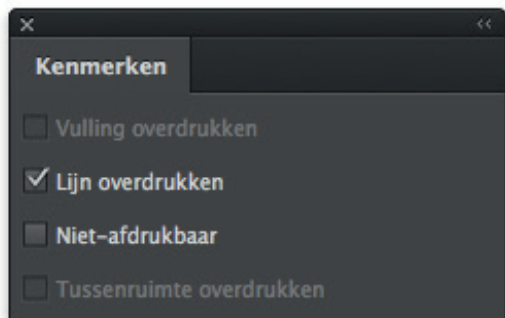 Kenmerken
Vulling overdrukken
Lijn overdrukken
Niet-afdrukbaar
Tussenruimte overdrukken